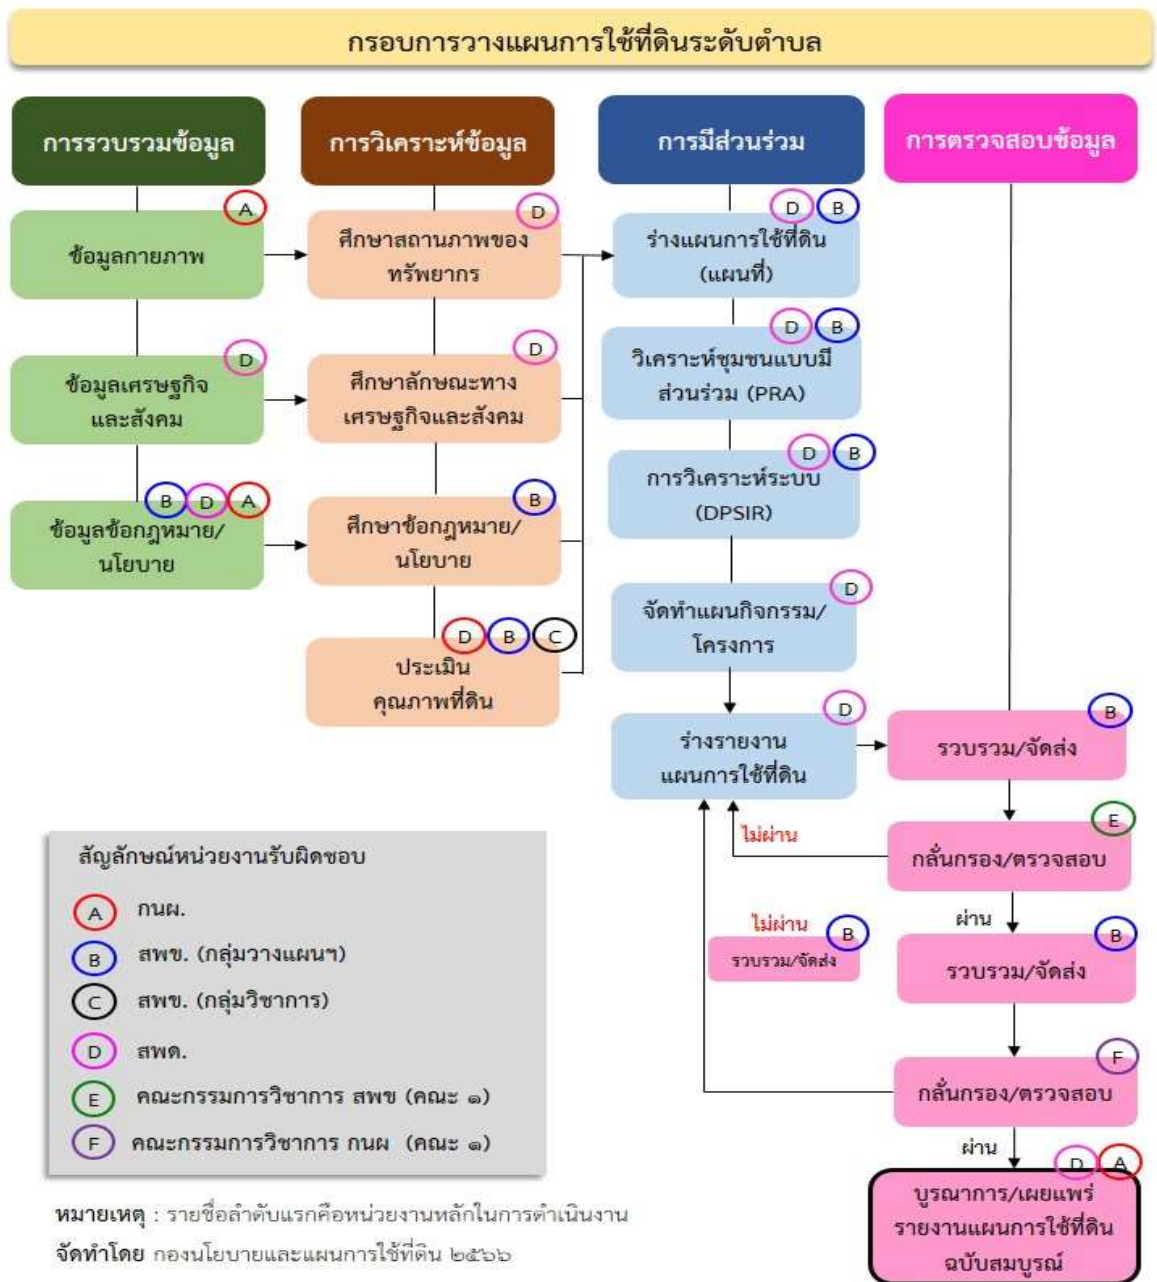 กรอบการวางแผนการใช้ที่ดินระดับตำบล
การรวบรวมข้อมูล
การวิเคราะห์ข้อมูล
การมีส่วนร่วม
การตรวจสอบข้อมูล
A
ข้อมูลกายภาพ
D
ข้อมูลเศรษฐกิจ
และสังคม
B D A
ข้อมูลข้อกฎหมาย/
นโยบาย
D
ศึกษาสถานภาพของ
ทรัพยากร
D
ศึกษาลักษณะทาง
เศรษฐกิจและสังคม
B
ศึกษาข้อกฎหมาย/
นโยบาย
D B C
ประเมิน
คุณภาพที่ดิน
D B
ร่างแผนการใช้ที่ดิน
(แผนที่)
D B
วิเคราะห์ชุมชนแบบมี
ส่วนร่วม (PRA)
D B
การวิเคราะห์ระบบ
(DPSIR)
D
จัดทำแผนกิจกรรม/
โครงการ
D
ร่างรายงาน
แผนการใช้ที่ดิน
B
รวบรวม/จัดส่ง
ไม่ผ่าน
E
กลั่นกรอง/ตรวจสอบ
ผ่าน
ไม่ผ่าน
B
รวบรวม/จัดส่ง
B
รวบรวม/จัดส่ง
F
กลั่นกรอง/ตรวจสอบ
ผ่าน
D A
บูรณาการ/เผยแพร่
รายงานแผนการใช้ที่ดิน
ฉบับสมบูรณ์
สัญลักษณ์หน่วยงานรับผิดชอบ
A กนผ.
B สพข. (กลุ่มวางแผนฯ)
C สพข. (กลุ่มวิชาการ)
D สพด.
E คณะกรรมการวิชาการ สพข (คณะ ๑)
F คณะกรรมการวิชาการ กนผ (คณะ ๑)
หมายเหตุ : รายชื่อลำดับแรกคือหน่วยงานหลักในการดำเนินงาน
จัดทำโดย กองนโยบายและแผนการใช้ที่ดิน ๒๕๖๖